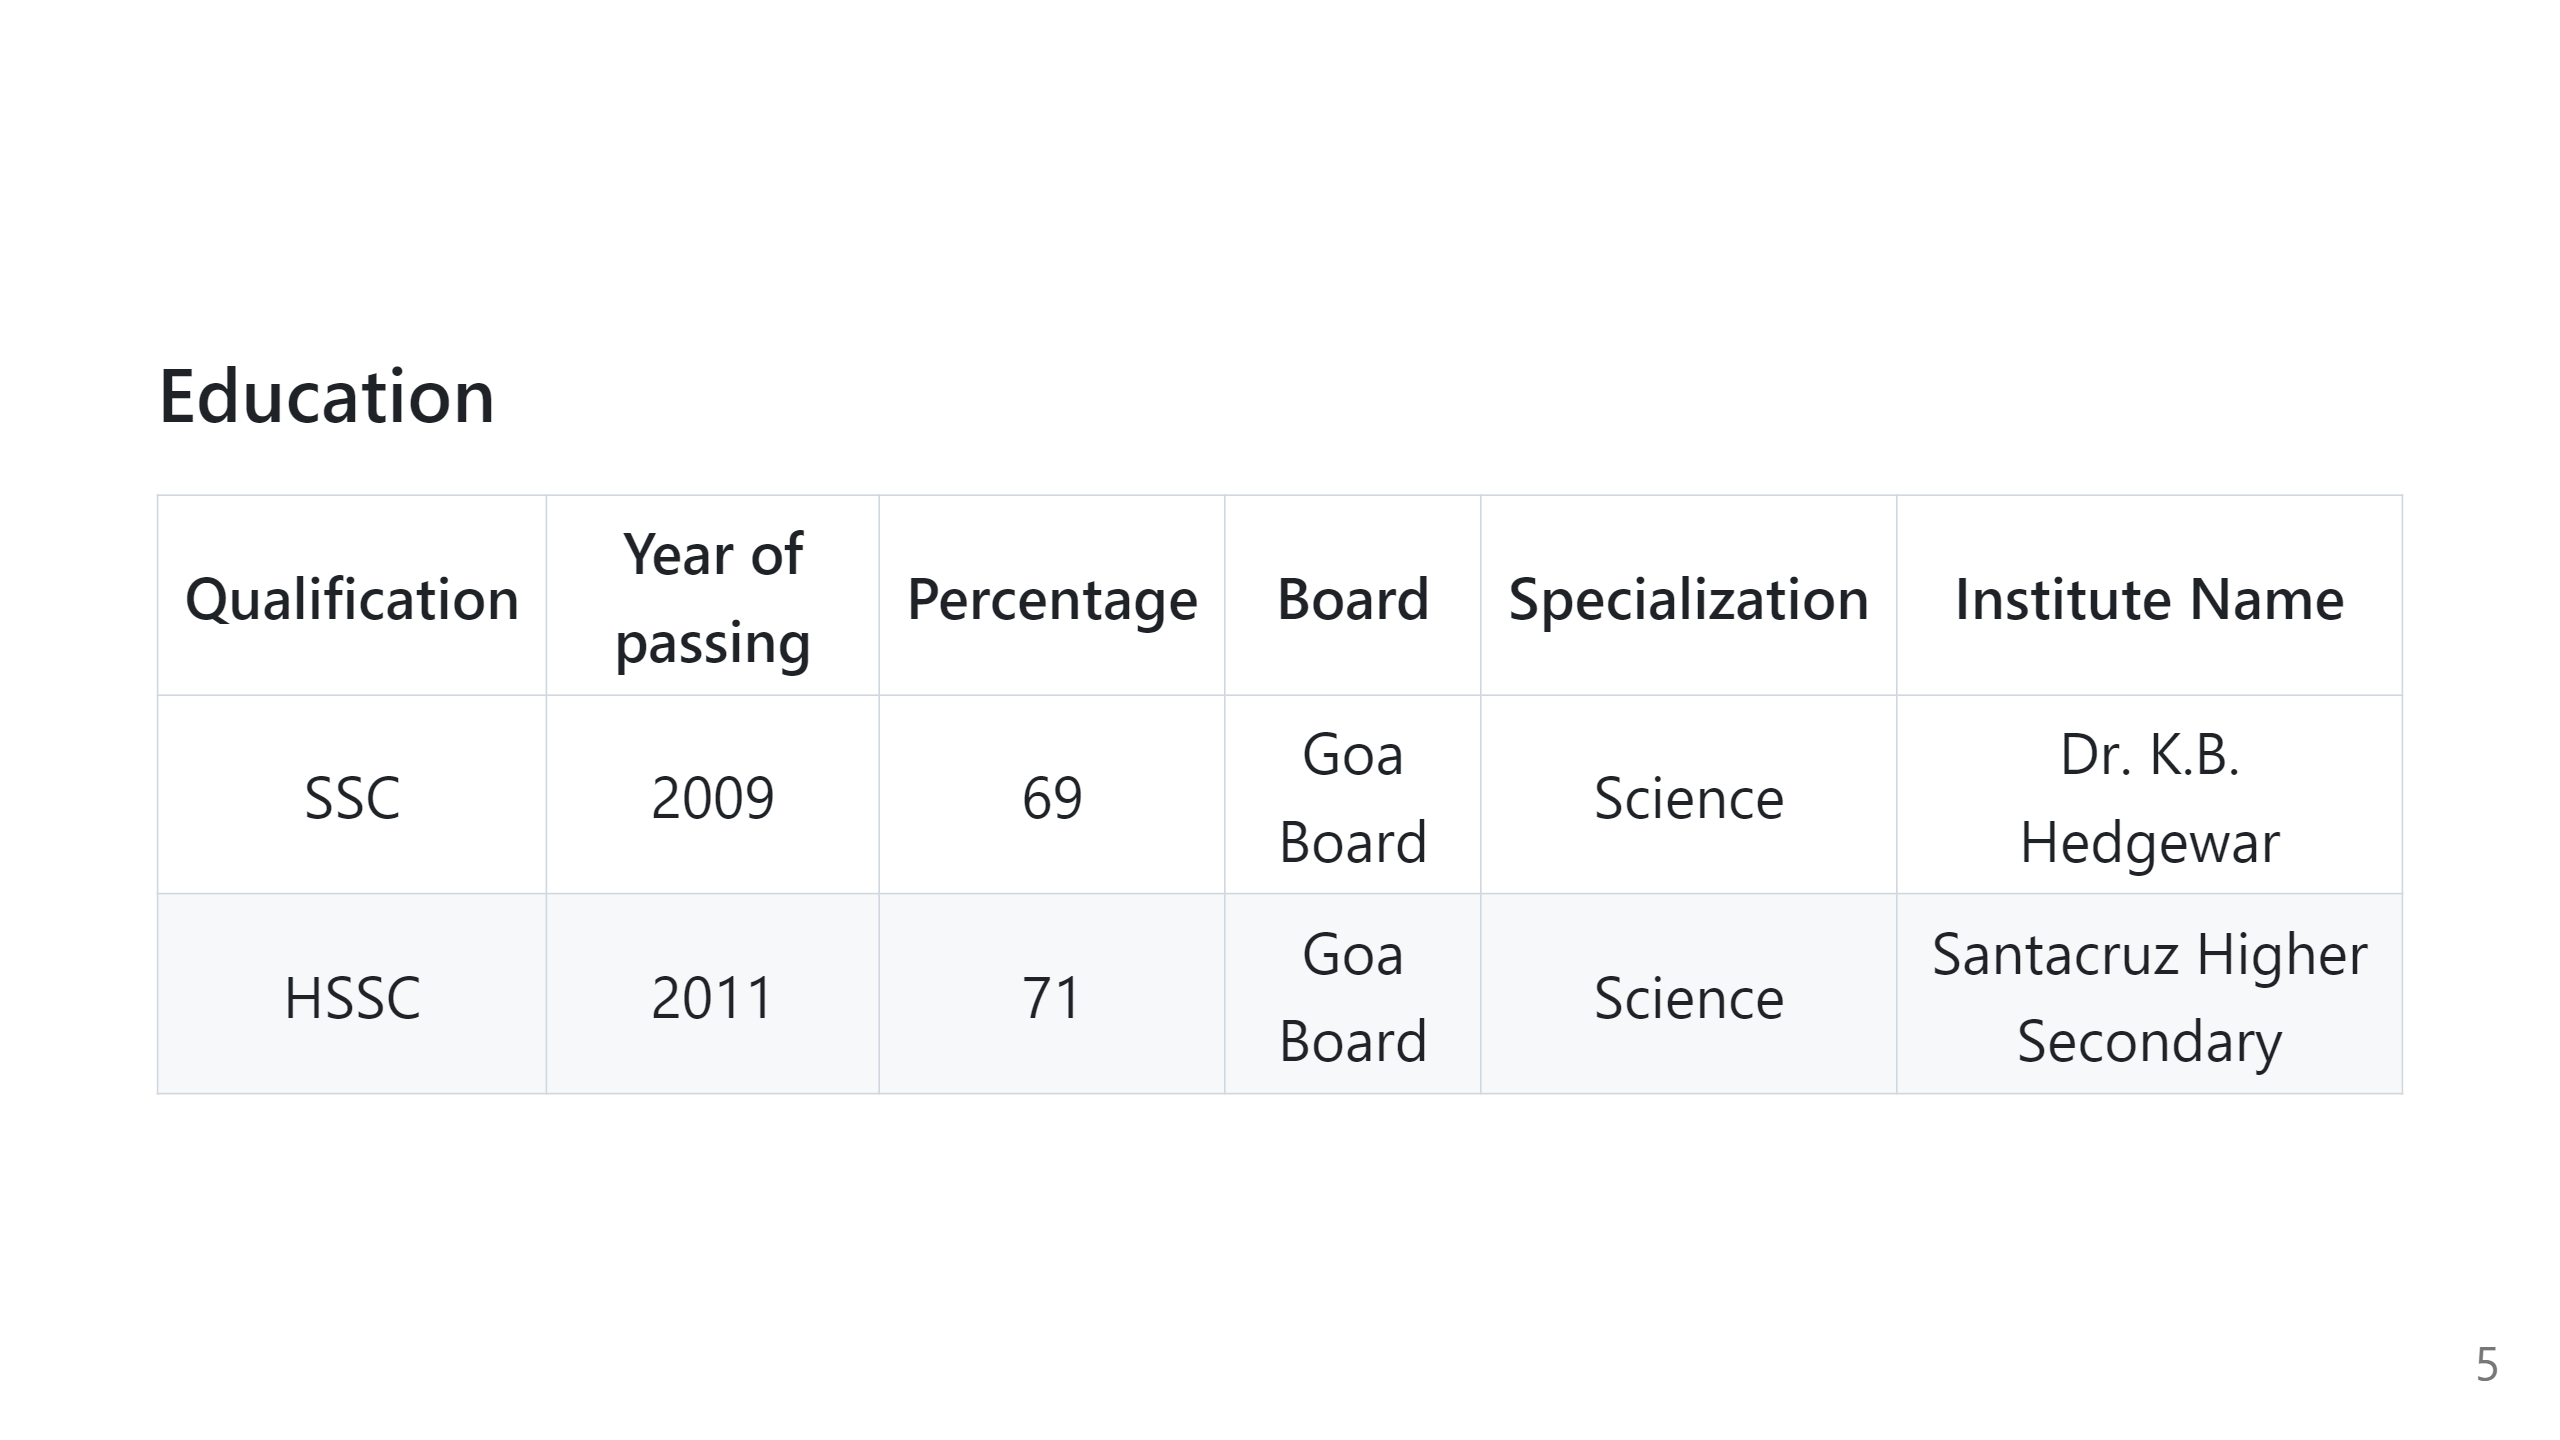 Education
Qualification
Year of
passing
Percentage
Board
Specialization
Institute Name
SSC
2009
69
Goa
Board
Science
Dr. K.B.
Hedgewar
HSSC
2011
71
Goa
Board
Science
Santacruz Higher
Secondary
5